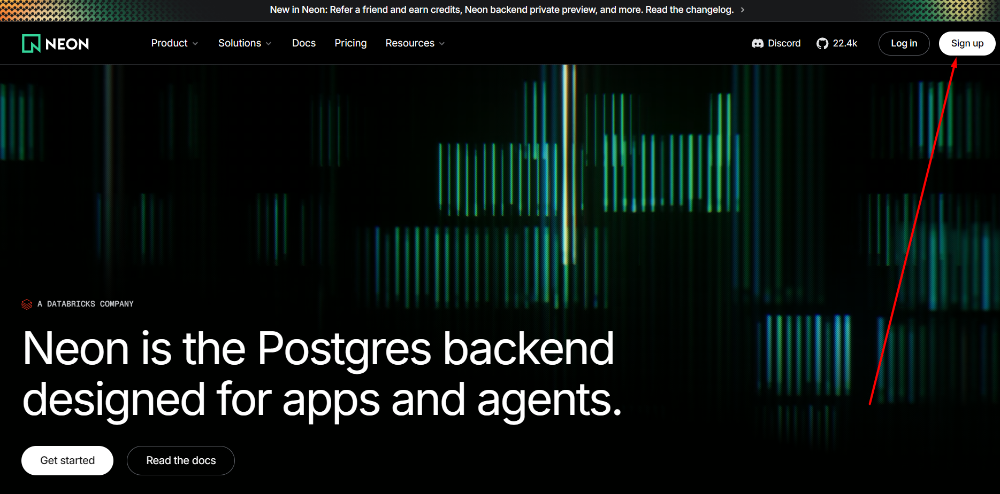 New in Neon: Refer a friend and earn credits, Neon backend private preview, and more. Read the changelog.
NEON
Product
Solutions
Docs
Pricing
Resources
Discord
22.4k
Log in
Sign up
A DATABRICKS COMPANY
Neon is the Postgres backend
designed for apps and agents.
Get started
Read the docs